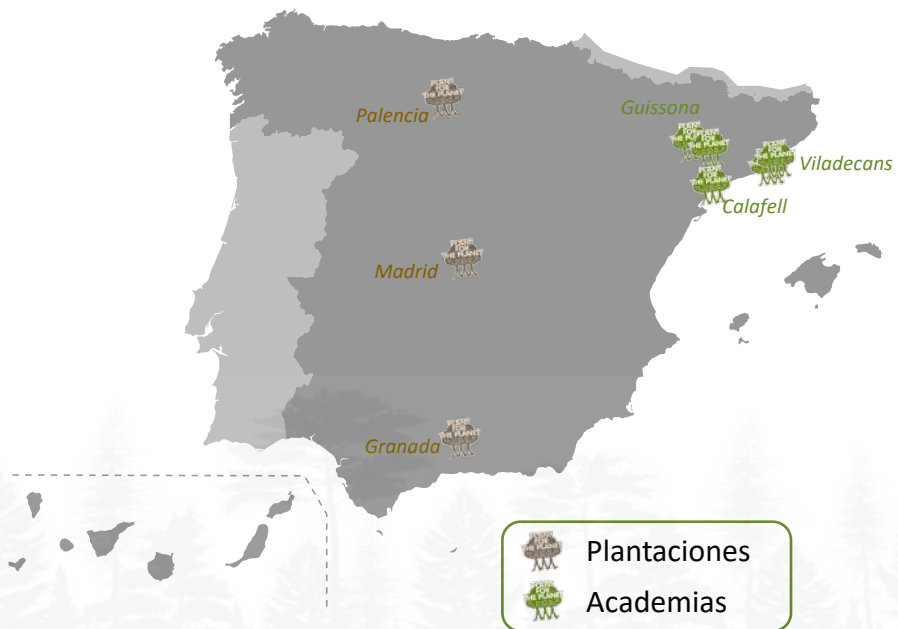 Palencia
Guissona
Viladecans
Calafell
Madrid
Granada
Plantaciones
Academias